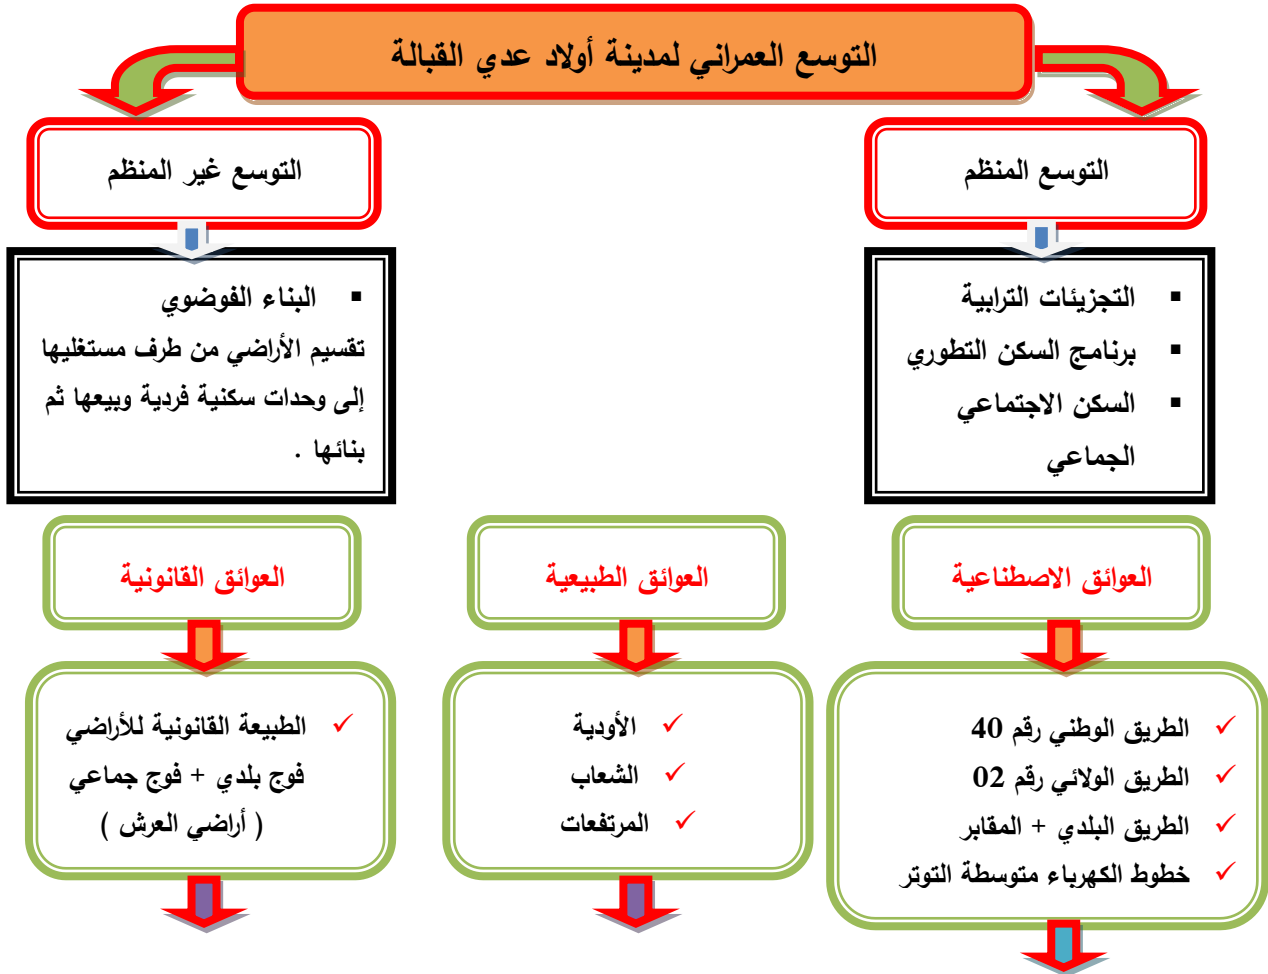 التوسع العمراني لمدينة أولاد عدي القبالة
التوسع المنظم
التوسع غير المنظم
▪ التجزيئات الترابية
▪ برنامج السكن التطوري
▪ السكن الاجتماعي
الجماعي
▪ البناء الفوضوي
تقسيم الأراضي من طرف مستغليها
إلى وحدات سكنية فردية وبيعها ثم
بنائها .
العوائق الاصطناعية
العوائق الطبيعية
العوائق القانونية
✓ الطريق الوطني رقم 40
✓ الطريق الولائي رقم 02
✓ الطريق البلدي + المقابر
✓ خطوط الكهرباء متوسطة التوتر
✓ الأودية
✓ الشعاب
✓ المرتفعات
✓ الطبيعة القانونية للأراضي
فوج بلدي + فوج جماعي
( أراضي العرش )